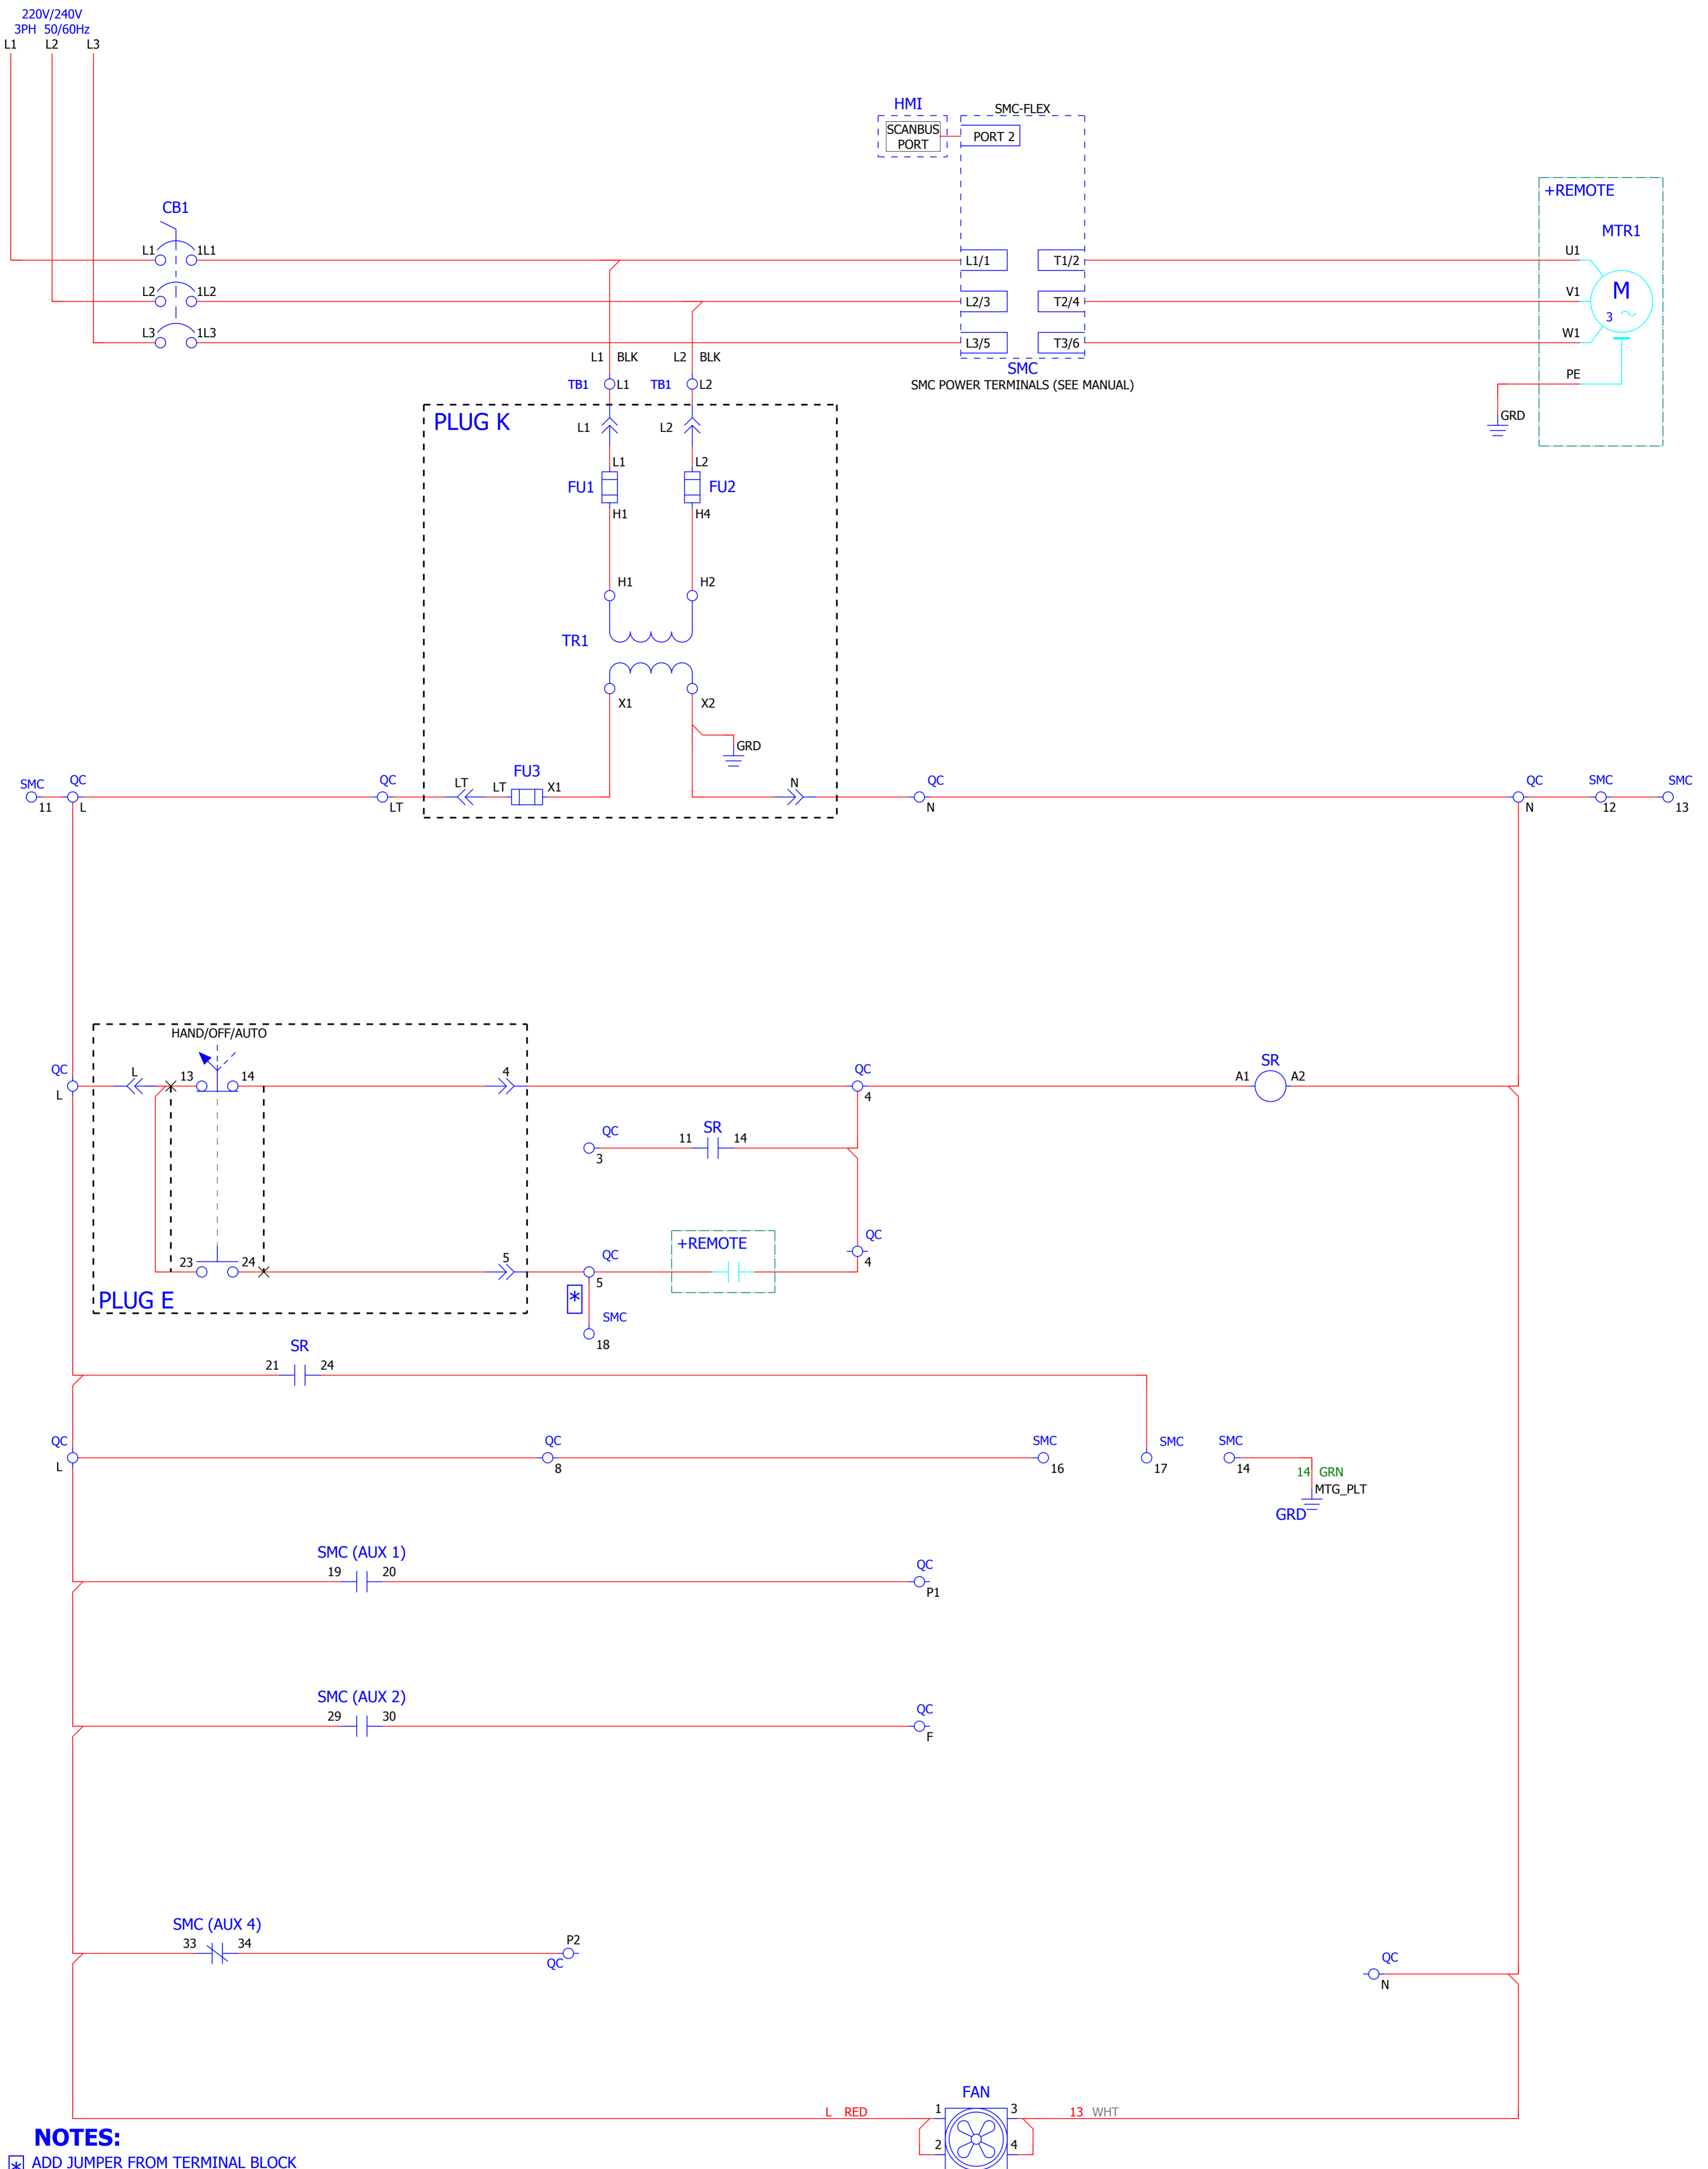 220V/240V
3PH 50/60Hz
L1 L2 L3
HMI
SMC-FLEX
SCANBUS
PORT
PORT 2
+REMOTE
CB1
MTR1
L1 1L1
L1/1 T1/2
U1
L2 1L2
L2/3 T2/4
V1
M
3
L3 1L3
L3/5 T3/6
W1
L1 BLK L2 BLK
SMC
PE
TB1 L1 TB1 L2
SMC POWER TERMINALS (SEE MANUAL)
GRD
PLUG K
L1 L2
L1 L2
FU1 FU2
H1 H4
H1 H2
TR1
X1 X2
GRD
SMC QC QC LT LT FU3 X1 N QC QC SMC SMC
11 L LT N N 12 13
HAND/OFF/AUTO
QC L 13 14 4 QC SR
A1 A2
L 4
QC 11 SR 14
3
+REMOTE QC
23 24 5 QC 4
5
PLUG E
*
SMC
18
SR
21 24
QC QC SMC SMC SMC
L 8 16 17 14
14 GRN
MTG_PLT
GRD
SMC (AUX 1)
19 20 QC
P1
SMC (AUX 2)
29 30 QC
F
SMC (AUX 4)
33 34 P2
QC
QC
N
FAN
L RED 1 3 13 WHT
2 4
NOTES:
* ADD JUMPER FROM TERMINAL BLOCK